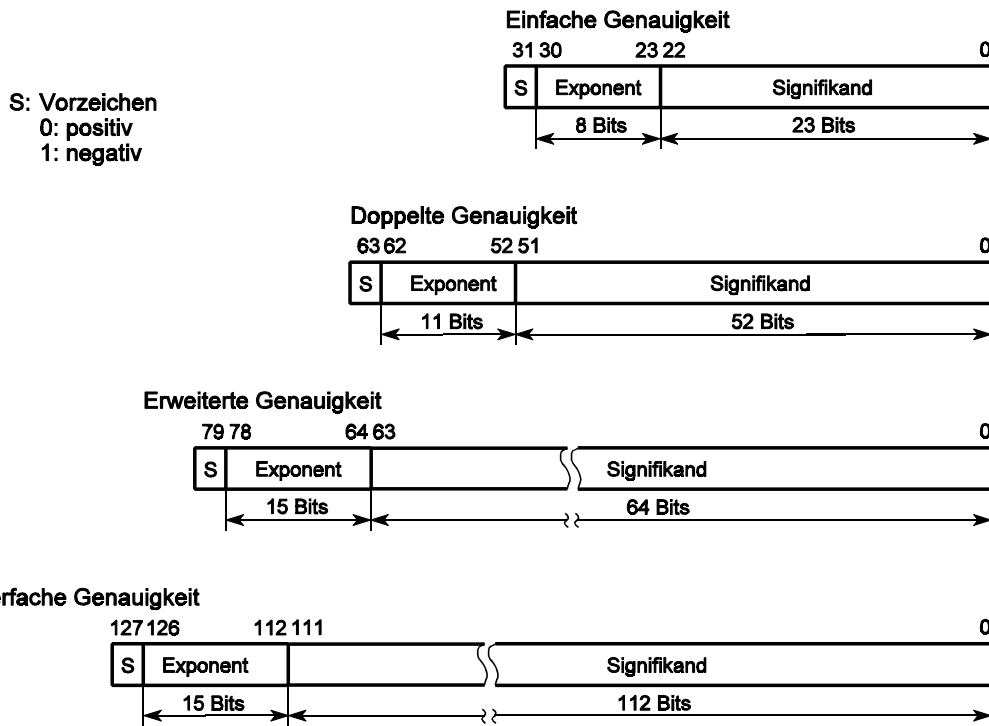 Einfache Genauigkeit
31 30 23 22 0
S Exponent Signifikand
8 Bits 23 Bits
S: Vorzeichen
0: positiv
1: negativ
Doppelte Genauigkeit
63 62 52 51 0
S Exponent Signifikand
11 Bits 52 Bits
Erweiterte Genauigkeit
79 78 64 63 0
S Exponent Signifikand
15 Bits 64 Bits
erfache Genauigkeit
127 126 112 111 0
S Exponent Signifikand
15 Bits 112 Bits